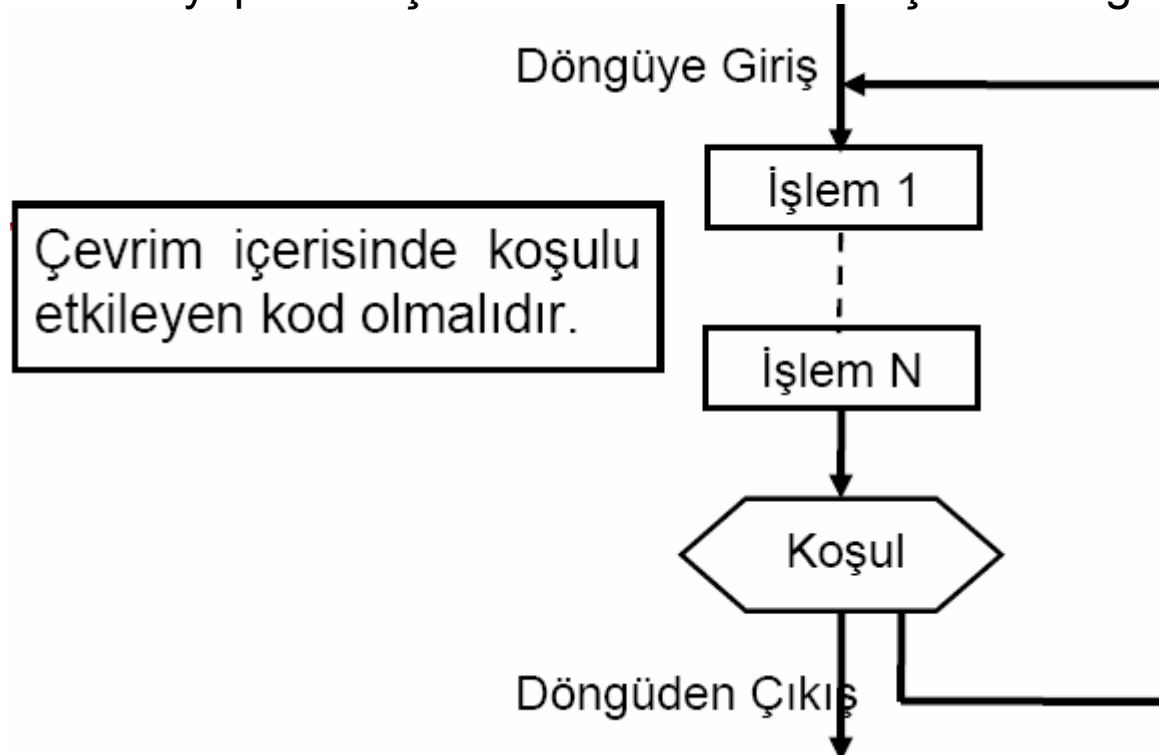 Döngüye Giriş
İşlem 1
Çevrim içerisinde koşulu
etkileyen kod olmalıdır.
İşlem N
Koşul
Döngüden Çıkış